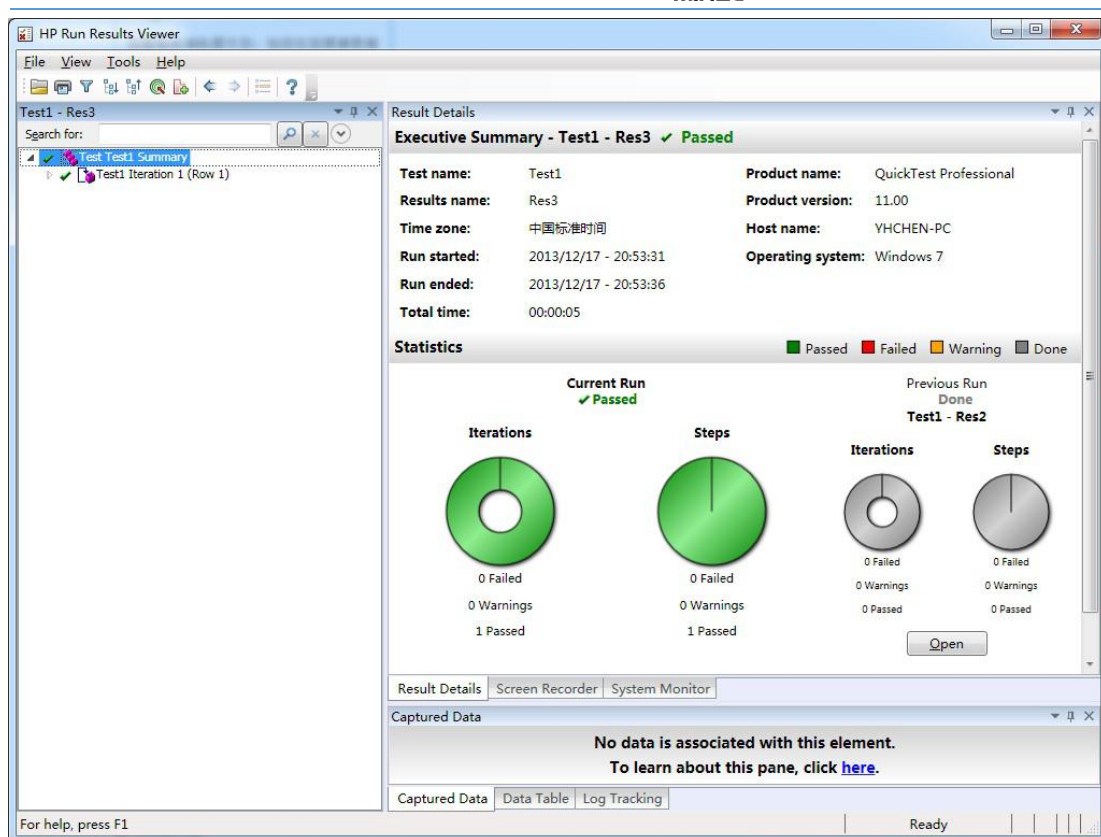 HP Run Results Viewer
File View Tools Help
Test1 - Res3
Search for:
Test Test1 Summary
Test1 Iteration 1 (Row 1)
Result Details
Executive Summary - Test1 - Res3 ✓ Passed
Test name: Test1 Product name: QuickTest Professional
Results name: Res3 Product version: 11.00
Time zone: 中国标准时间 Host name: YHCHEN-PC
Run started: 2013/12/17 - 20:53:31 Operating system: Windows 7
Run ended: 2013/12/17 - 20:53:36
Total time: 00:00:05
Statistics Passed Failed Warning Done
Current Run
✓ Passed
Iterations Steps
0 Failed 0 Failed
0 Warnings 0 Warnings
1 Passed 1 Passed
Previous Run
Done
Test1 - Res2
Iterations Steps
0 Failed 0 Failed
0 Warnings 0 Warnings
0 Passed 0 Passed
Open
Result Details Screen Recorder System Monitor
Captured Data
No data is associated with this element.
To learn about this pane, click here.
Captured Data Data Table Log Tracking
For help, press F1 Ready